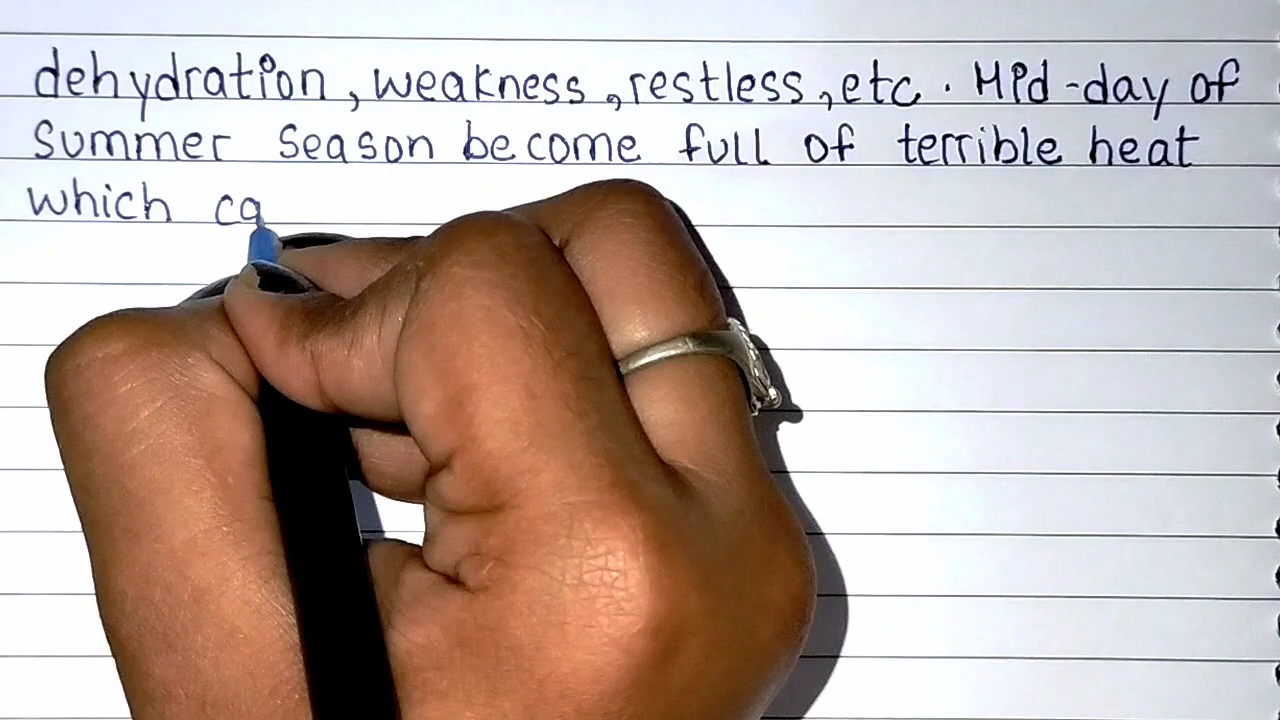 dehydration, weakness, restless, etc. Mid-day of
Summer season become full of terrible heat
which ca